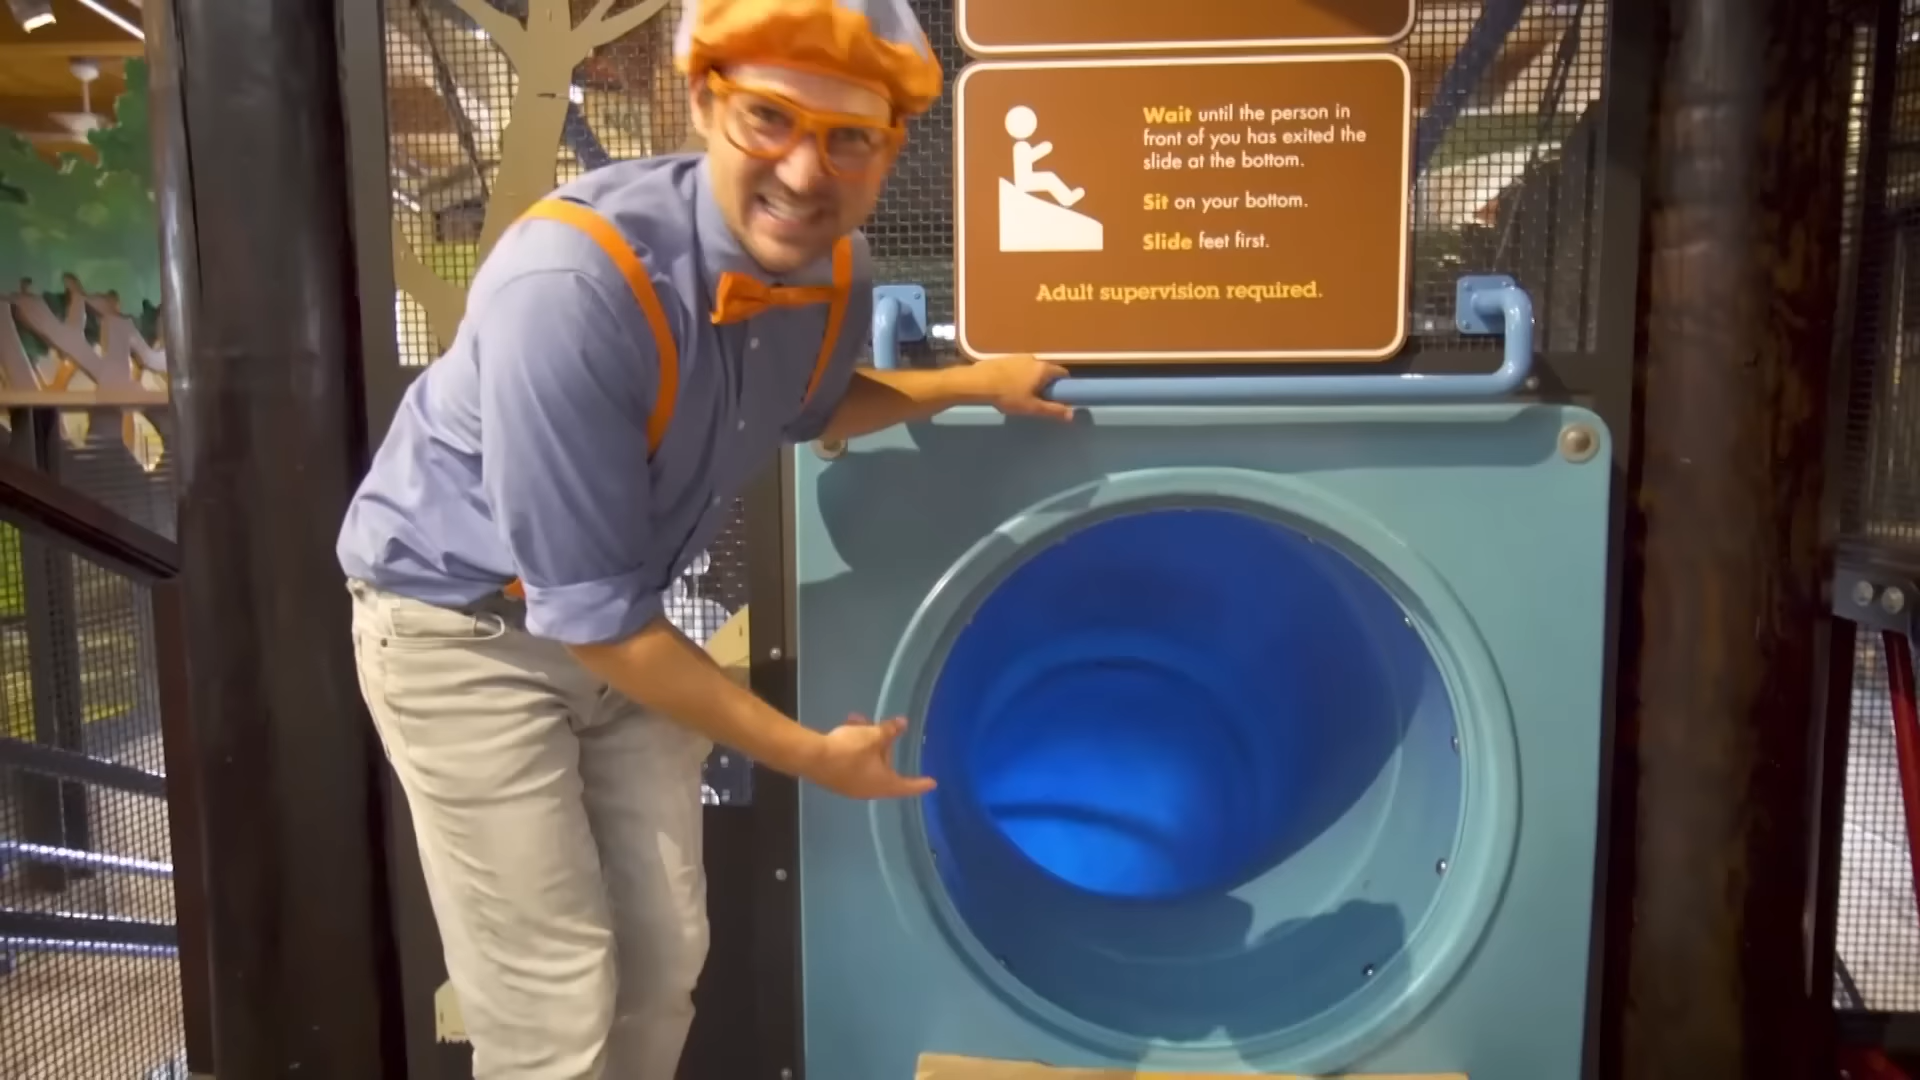 Wait until the person in
front of you has exited the
slide at the bottom.
Sit on your bottom.
Slide feet first.
Adult supervision required.